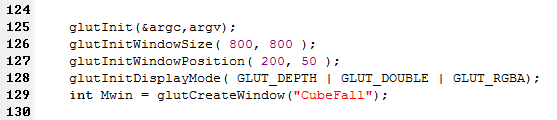 124
125 glutInit(&argc,argv);
126 glutInitWindowSize( 800, 800 );
127 glutInitWindowPosition( 200, 50 );
128 glutInitDisplayMode( GLUT_DEPTH | GLUT_DOUBLE | GLUT_RGBA);
129 int Mwin = glutCreateWindow("CubeFall");
130